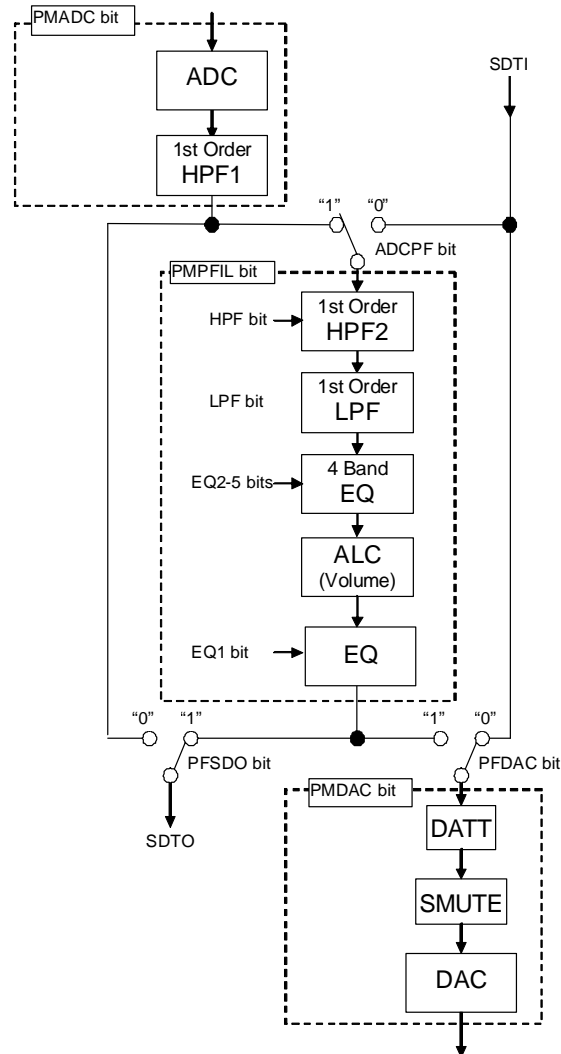 PMADC bit
ADC
SDTI
1st Order
HPF1
“1”
“0”
ADCPF bit
PMPFIL bit
HPF bit
1st Order
HPF2
LPF bit
1st Order
LPF
EQ2-5 bits
4 Band
EQ
ALC
(Volume)
EQ1 bit
EQ
“0”
“1”
“1”
“0”
PFSDO bit
PFDAC bit
SDTO
PMDAC bit
DATT
SMUTE
DAC